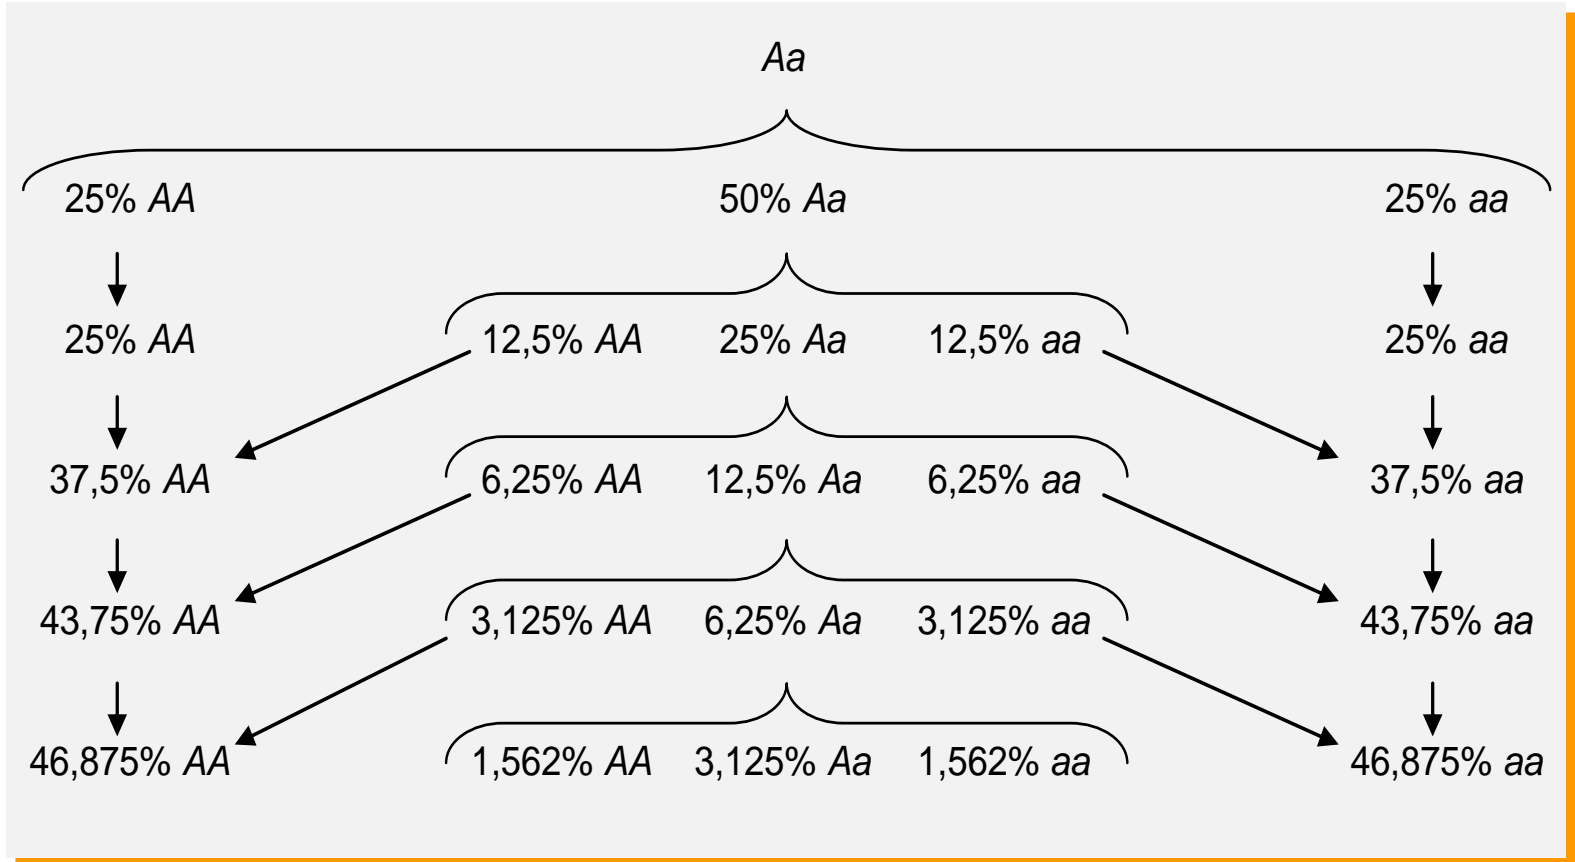 Aa
25% AA 50% Aa 25% aa
25% AA 12,5% AA 25% Aa 12,5% aa 25% aa
37,5% AA 6,25% AA 12,5% Aa 6,25% aa 37,5% aa
43,75% AA 3,125% AA 6,25% Aa 3,125% aa 43,75% aa
46,875% AA 1,562% AA 3,125% Aa 1,562% aa 46,875% aa